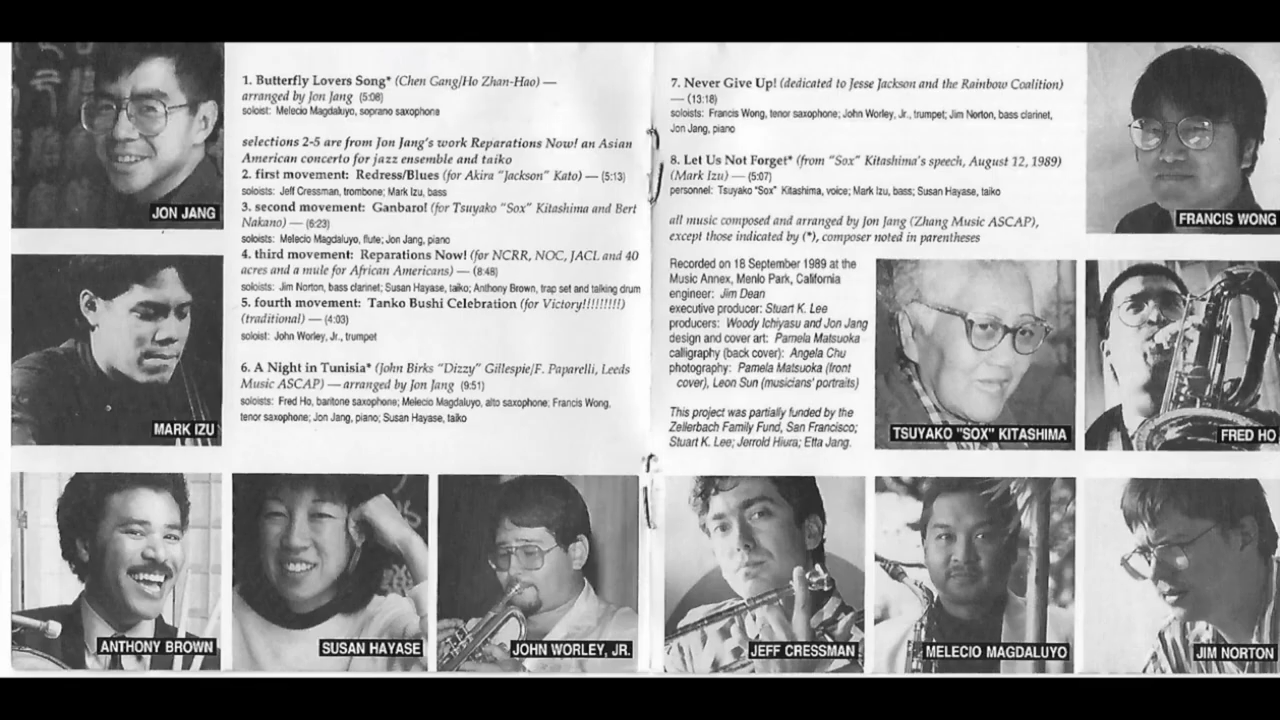 1. Butterfly Lovers Song* (Chen Gang/Ho Zhan-Hao) —
arranged by Jon Jang (5:08)
soloist: Melecio Magdaluyo, soprano saxophone
selections 2-5 are from Jon Jang's work Reparations Now! an Asian
American concerto for jazz ensemble and taiko
2. first movement: Redress/Blues (for Akira "Jackson" Kato) — (5:13)
soloists: Jeff Cressman, trombone; Mark Izu, bass
3. second movement: Ganbaro! (for Tsuyako "Sox" Kitashima and Bert
Nakano) — (6:23)
soloists: Melecio Magdaluyo, flute; Jon Jang, piano
4. third movement: Reparations Now! (for NCRR, NOC, JACL and 40
acres and a mule for African Americans) — (8:48)
soloists: Jim Norton, bass clarinet; Susan Hayase, taiko; Anthony Brown, trap set and talking drum
5. fourth movement: Tanko Bushi Celebration (for Victory!!!!!!!!!)
(traditional) — (4:03)
soloist: John Worley, Jr., trumpet
6. A Night in Tunisia* (John Birks "Dizzy" Gillespie/F. Paparelli, Leeds
Music ASCAP) — arranged by Jon Jang (9:51)
soloists: Fred Ho, baritone saxophone; Melecio Magdaluyo, alto saxophone; Francis Wong,
tenor saxophone; Jon Jang, piano; Susan Hayase, taiko
7. Never Give Up! (dedicated to Jesse Jackson and the Rainbow Coalition)
— (13:18)
soloists: Francis Wong, tenor saxophone; John Worley, Jr., trumpet; Jim Norton, bass clarinet,
Jon Jang, piano
8. Let Us Not Forget* (from "Sox" Kitashima's speech, August 12, 1989)
(Mark Izu) — (5:07)
personnel: Tsuyako "Sox" Kitashima, voice; Mark Izu, bass; Susan Hayase, taiko
all music composed and arranged by Jon Jang (Zhang Music ASCAP),
except those indicated by (*), composer noted in parentheses
Recorded on 18 September 1989 at the
Music Annex, Menlo Park, California
engineer: Jim Dean
executive producer: Stuart K. Lee
producers: Woody Ichiyasu and Jon Jang
design and cover art: Pamela Matsuoka
calligraphy (back cover): Angela Chu
photography: Pamela Matsuoka (front
cover), Leon Sun (musicians' portraits)
This project was partially funded by the
Zellerbach Family Fund, San Francisco;
Stuart K. Lee; Jerrold Hiura; Etta Jang.
JON JANG
FRANCIS WONG
MARK IZU
TSUYAKO "SOX" KITASHIMA
FRED HO
ANTHONY BROWN
SUSAN HAYASE
JOHN WORLEY, JR.
JEFF CRESSMAN
MELECIO MAGDALUYO
JIM NORTON